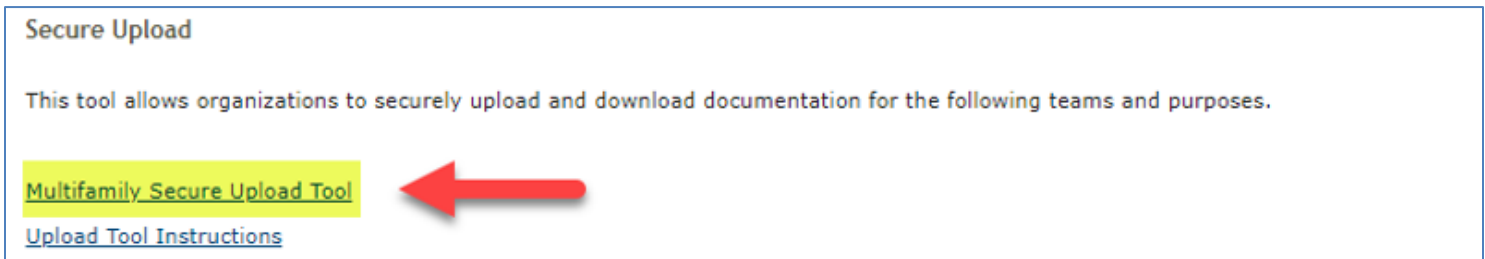 Secure Upload
This tool allows organizations to securely upload and download documentation for the following teams and purposes.
Multifamily Secure Upload Tool
Upload Tool Instructions